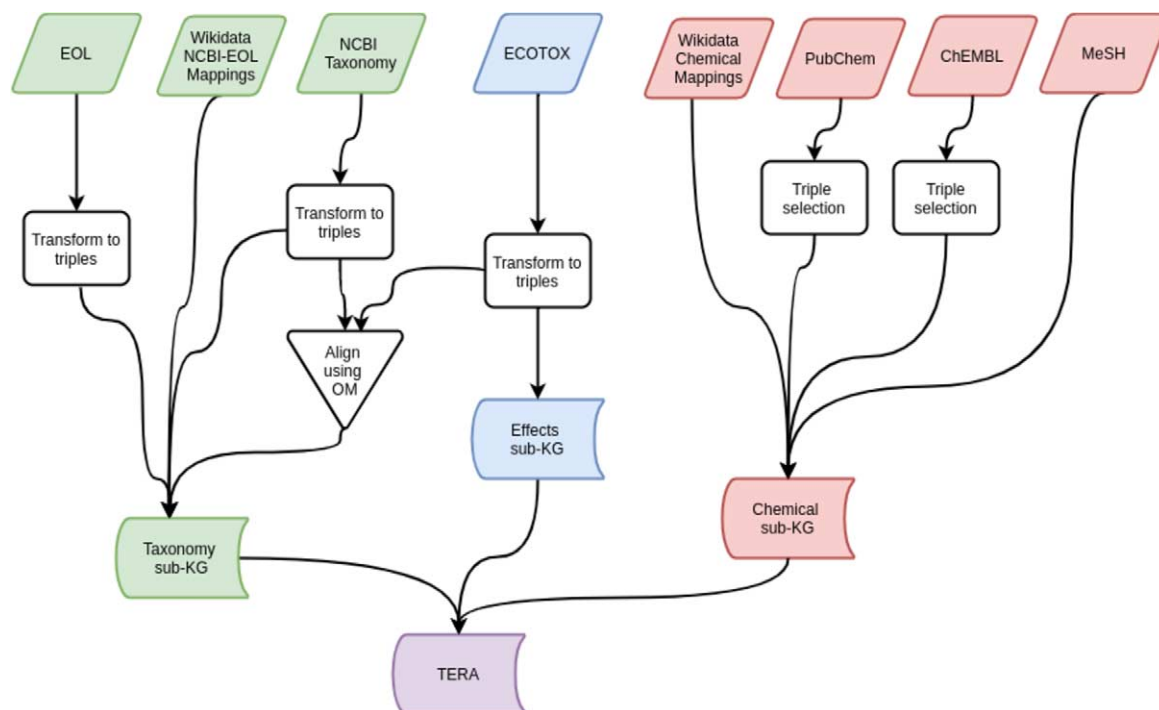 EOL
Wikidata
NCBI-EOL
Mappings
NCBI
Taxonomy
ECOTOX
Wikidata
Chemical
Mappings
PubChem
ChEMBL
MeSH
Transform to
triples
Transform to
triples
Transform to
triples
Triple
selection
Triple
selection
Align
using
OM
Effects
sub-KG
Taxonomy
sub-KG
Chemical
sub-KG
TERA